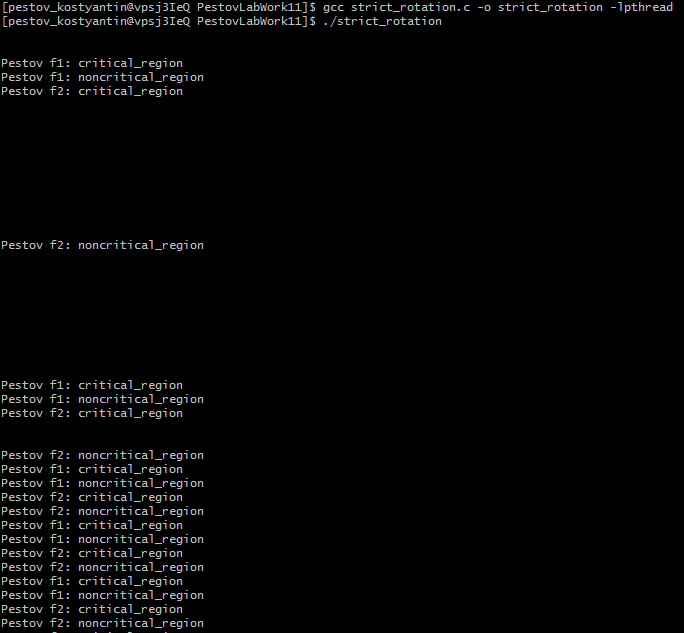 [pestov_kostyantin@vpsj3IeQ PestovLabWork11]$ gcc strict_rotation.c -o strict_rotation -lpthread
[pestov_kostyantin@vpsj3IeQ PestovLabWork11]$ ./strict_rotation
Pestov f1: critical_region
Pestov f1: noncritical_region
Pestov f2: critical_region
Pestov f2: noncritical_region
Pestov f1: critical_region
Pestov f1: noncritical_region
Pestov f2: critical_region
Pestov f2: noncritical_region
Pestov f1: critical_region
Pestov f1: noncritical_region
Pestov f2: critical_region
Pestov f2: noncritical_region
Pestov f1: critical_region
Pestov f1: noncritical_region
Pestov f2: critical_region
Pestov f2: noncritical_region
Pestov f1: critical_region
Pestov f1: noncritical_region
Pestov f2: critical_region
Pestov f2: noncritical_region